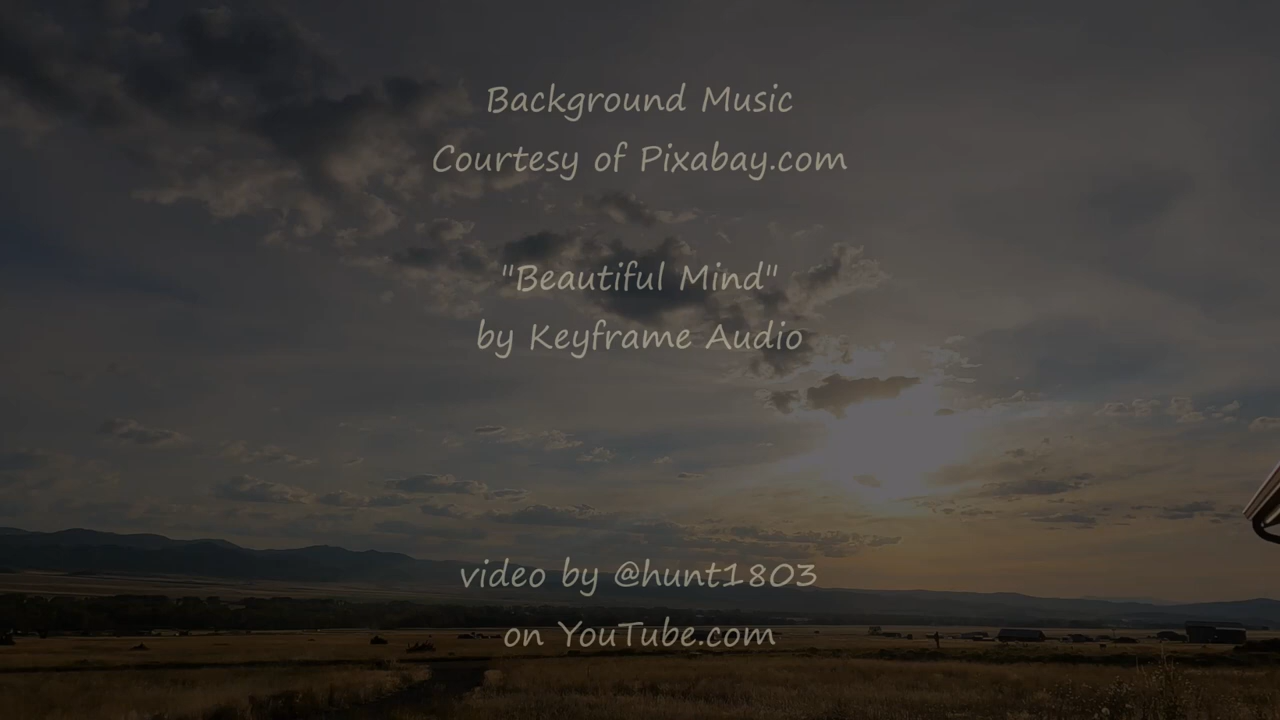 Background Music
Courtesy of Pixabay.com
"Beautiful Mind"
by Keyframe Audio
video by @hunt1803
on YouTube.com